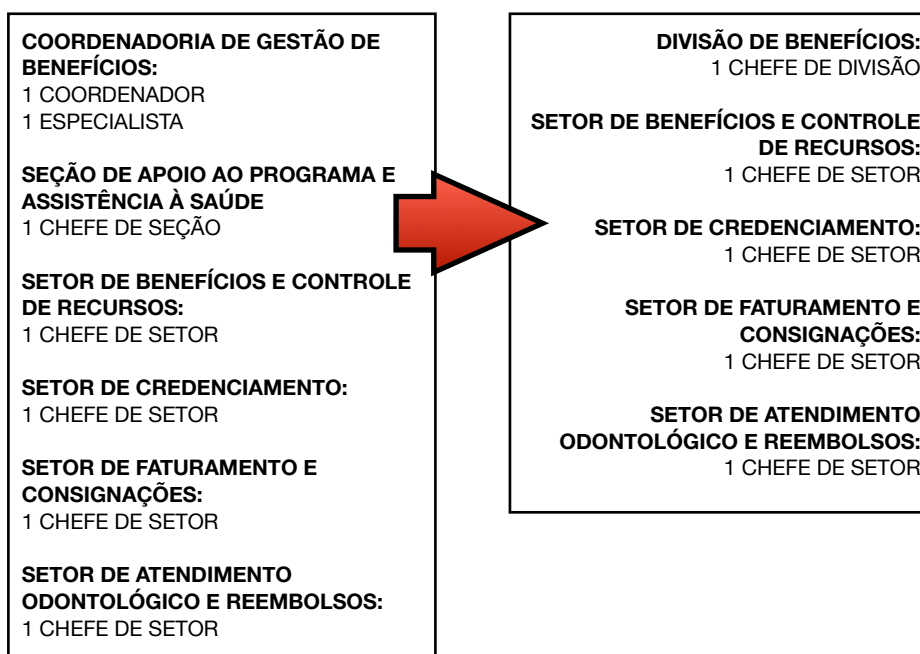 COORDENADORIA DE GESTÃO DE
BENEFÍCIOS:
1 COORDENADOR
1 ESPECIALISTA
SEÇÃO DE APOIO AO PROGRAMA E
ASSISTÊNCIA À SAÚDE
1 CHEFE DE SEÇÃO
SETOR DE BENEFÍCIOS E CONTROLE
DE RECURSOS:
1 CHEFE DE SETOR
SETOR DE CREDENCIAMENTO:
1 CHEFE DE SETOR
SETOR DE FATURAMENTO E
CONSIGNAÇÕES:
1 CHEFE DE SETOR
SETOR DE ATENDIMENTO
ODONTOLÓGICO E REEMBOLSOS:
1 CHEFE DE SETOR
DIVISÃO DE BENEFÍCIOS:
1 CHEFE DE DIVISÃO
SETOR DE BENEFÍCIOS E CONTROLE
DE RECURSOS:
1 CHEFE DE SETOR
SETOR DE CREDENCIAMENTO:
1 CHEFE DE SETOR
SETOR DE FATURAMENTO E
CONSIGNAÇÕES:
1 CHEFE DE SETOR
SETOR DE ATENDIMENTO
ODONTOLÓGICO E REEMBOLSOS:
1 CHEFE DE SETOR